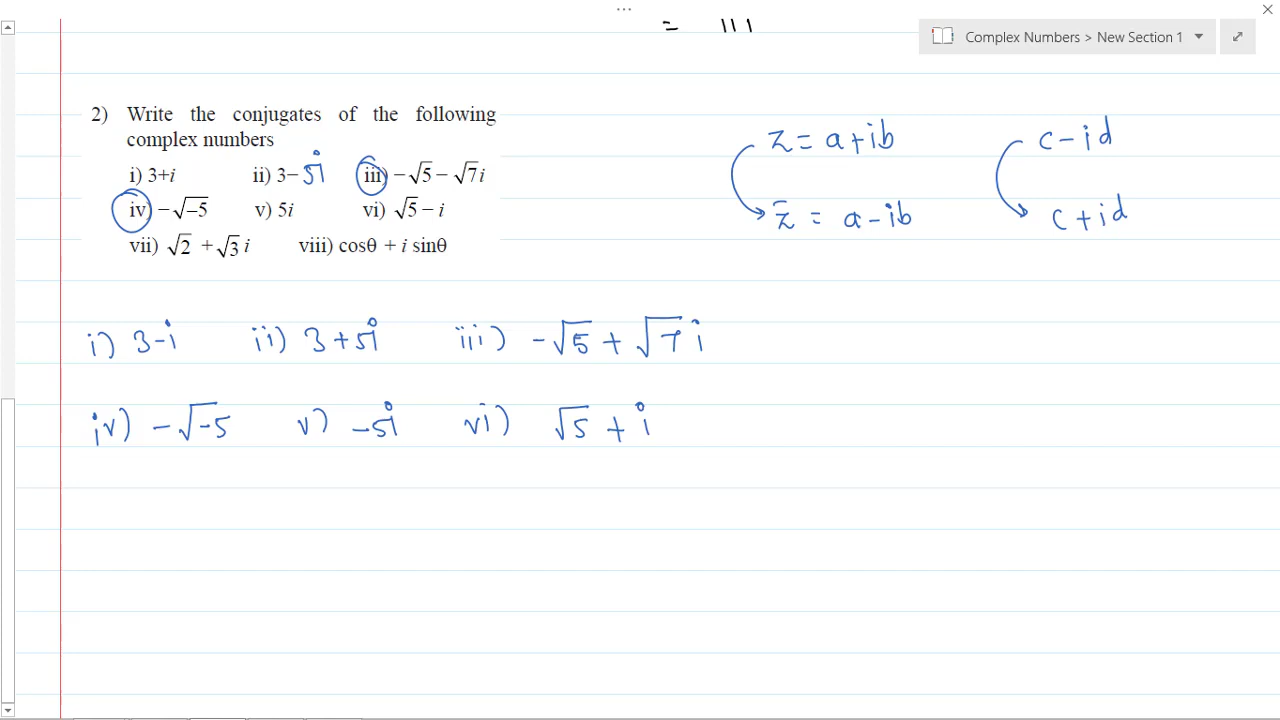 Complex Numbers > New Section 1
2) Write the conjugates of the following
complex numbers
i) 3+i ii) 3−5i iii) −√5 − √7i
iv) −√−5 v) 5i vi) √5 − i
vii) √2 + √3 i viii) cosθ + i sinθ
z = a+ib c−id
z̄ = a−ib c+id
i) 3−i ii) 3+5i iii) −√5 + √7 i
iv) −√−5 v) −5i vi) √5 + i